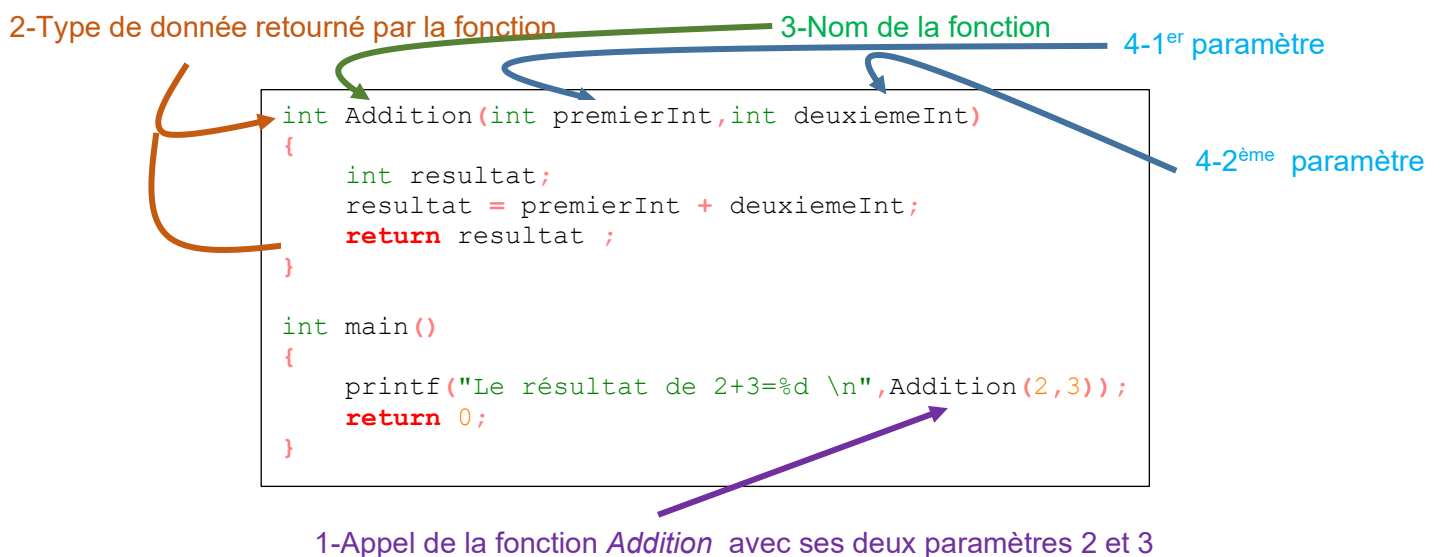 2-Type de donnée retourné par la fonction
3-Nom de la fonction
4-1er paramètre
int Addition(int premierInt,int deuxiemeInt)
{
4-2ème paramètre
int resultat;
resultat = premierInt + deuxiemeInt;
return resultat ;
}
int main()
{
printf("Le résultat de 2+3=%d \n",Addition(2,3));
return 0;
}
1-Appel de la fonction Addition avec ses deux paramètres 2 et 3